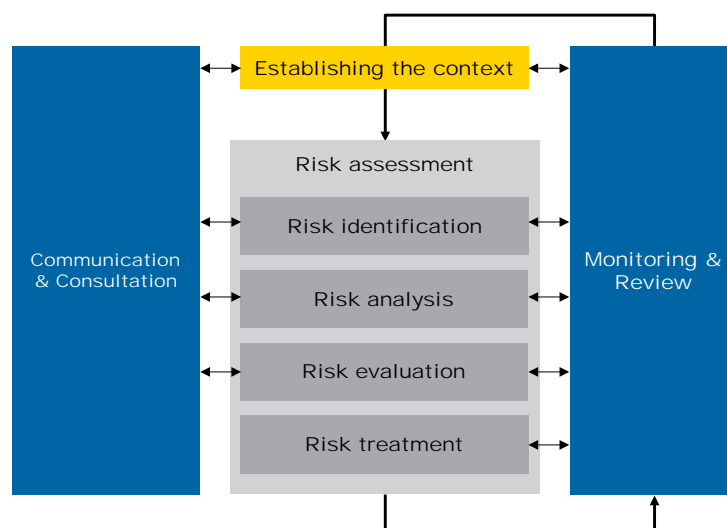 Establishing the context
Risk assessment
Risk identification
Communication
& Consultation
Monitoring &
Review
Risk analysis
Risk evaluation
Risk treatment